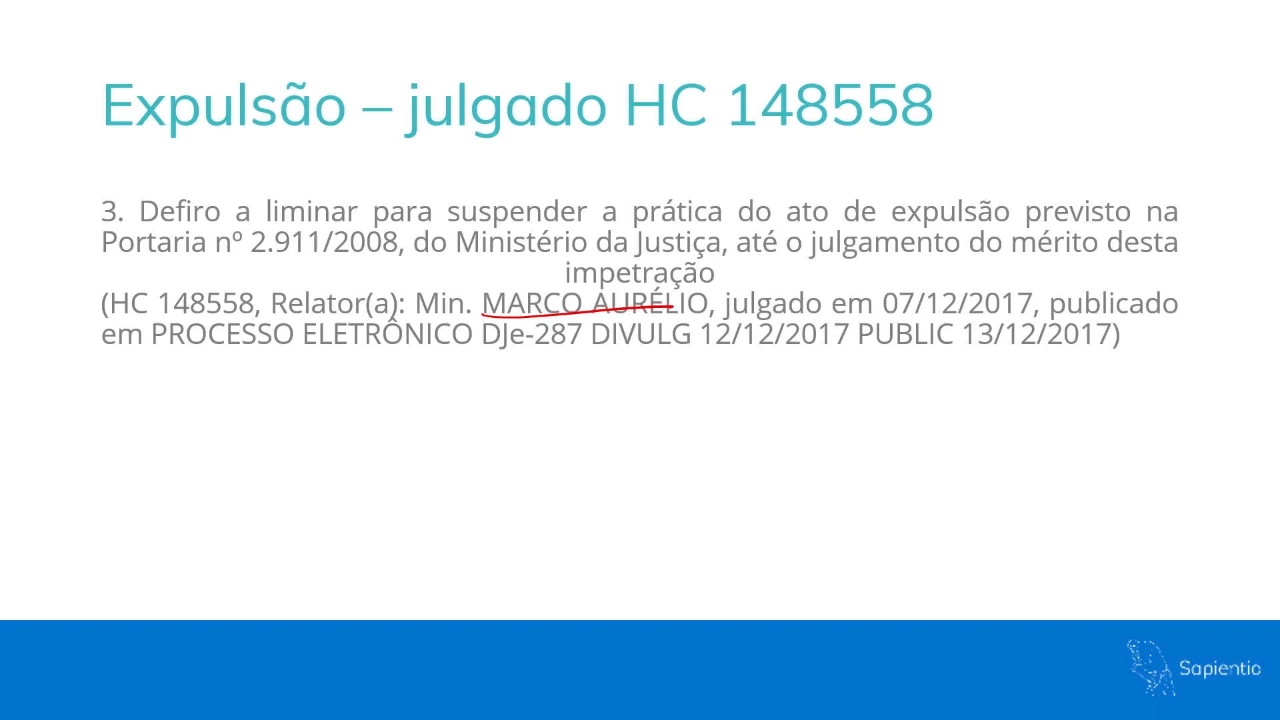 Expulsão – julgado HC 148558
3. Defiro a liminar para suspender a prática do ato de expulsão previsto na
Portaria nº 2.911/2008, do Ministério da Justiça, até o julgamento do mérito desta
impetração
(HC 148558, Relator(a): Min. MARCO AURÉLIO, julgado em 07/12/2017, publicado
em PROCESSO ELETRÔNICO DJe-287 DIVULG 12/12/2017 PUBLIC 13/12/2017)
Sapientia